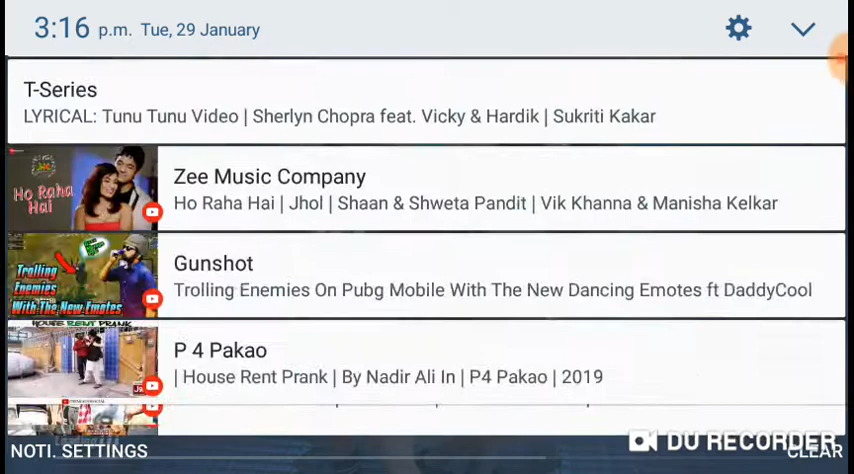 3:16 p.m. Tue, 29 January
T-Series
LYRICAL: Tunu Tunu Video | Sherlyn Chopra feat. Vicky & Hardik | Sukriti Kakar
Ho Raha
Hai
Zee Music Company
Ho Raha Hai | Jhol | Shaan & Shweta Pandit | Vik Khanna & Manisha Kelkar
Trolling
Enemies
With The New Emotes
Gunshot
Trolling Enemies On Pubg Mobile With The New Dancing Emotes ft DaddyCool
HOUSE RENT PRANK
P 4 Pakao
| House Rent Prank | By Nadir Ali In | P4 Pakao | 2019
DU RECORDER
NOTI. SETTINGS
CLEAR